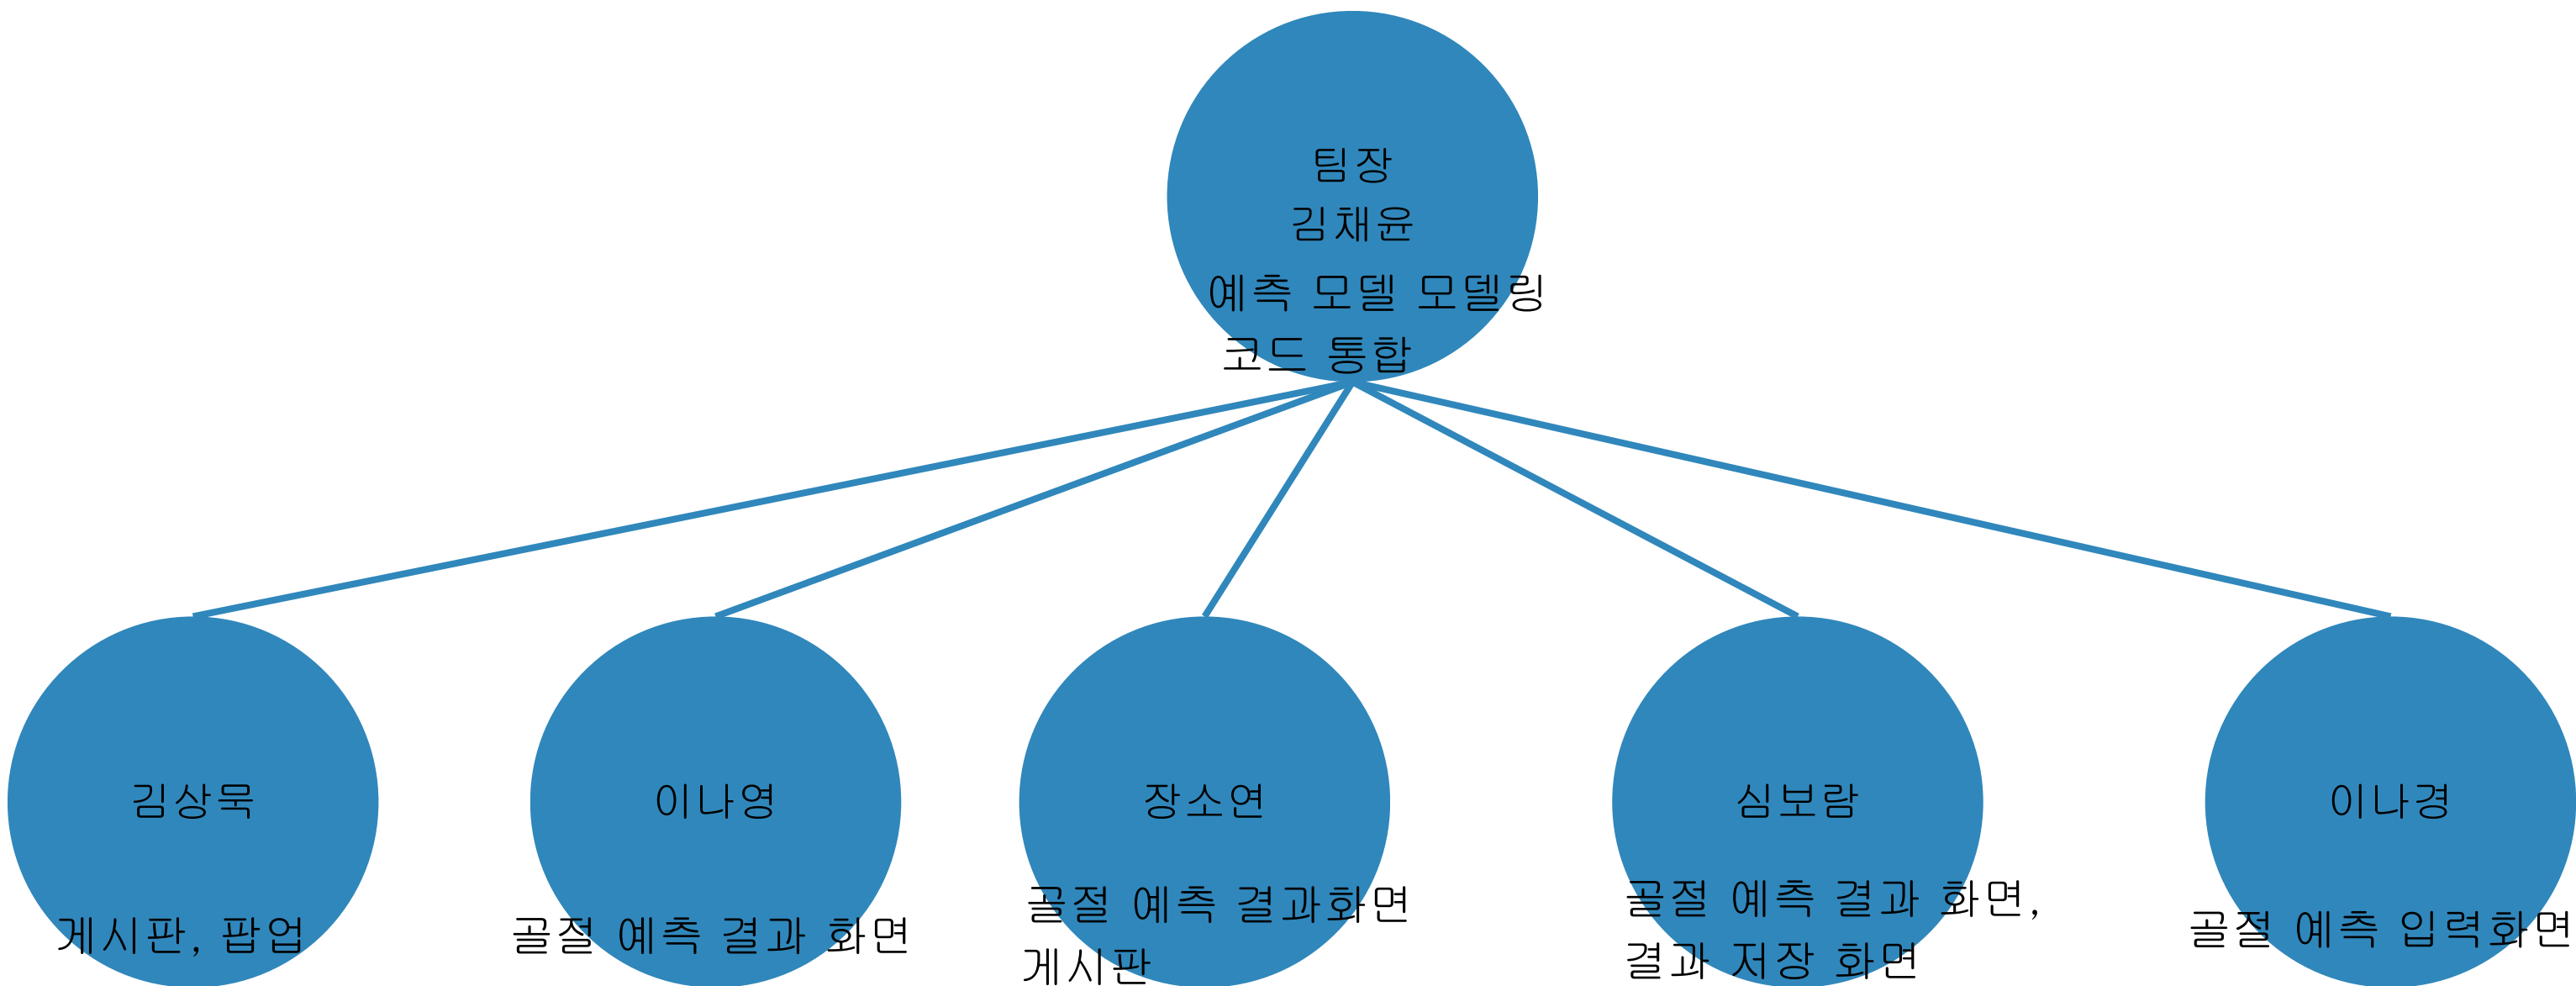 팀장
김채윤
예측 모델 모델링
코드 통합
김상묵
이나영
장소연
심보람
이나경
게시판, 팝업
골절 예측 결과 화면
골절 예측 결과화면
게시판
골절 예측 결과 화면,
결과 저장 화면
골절 예측 입력화면